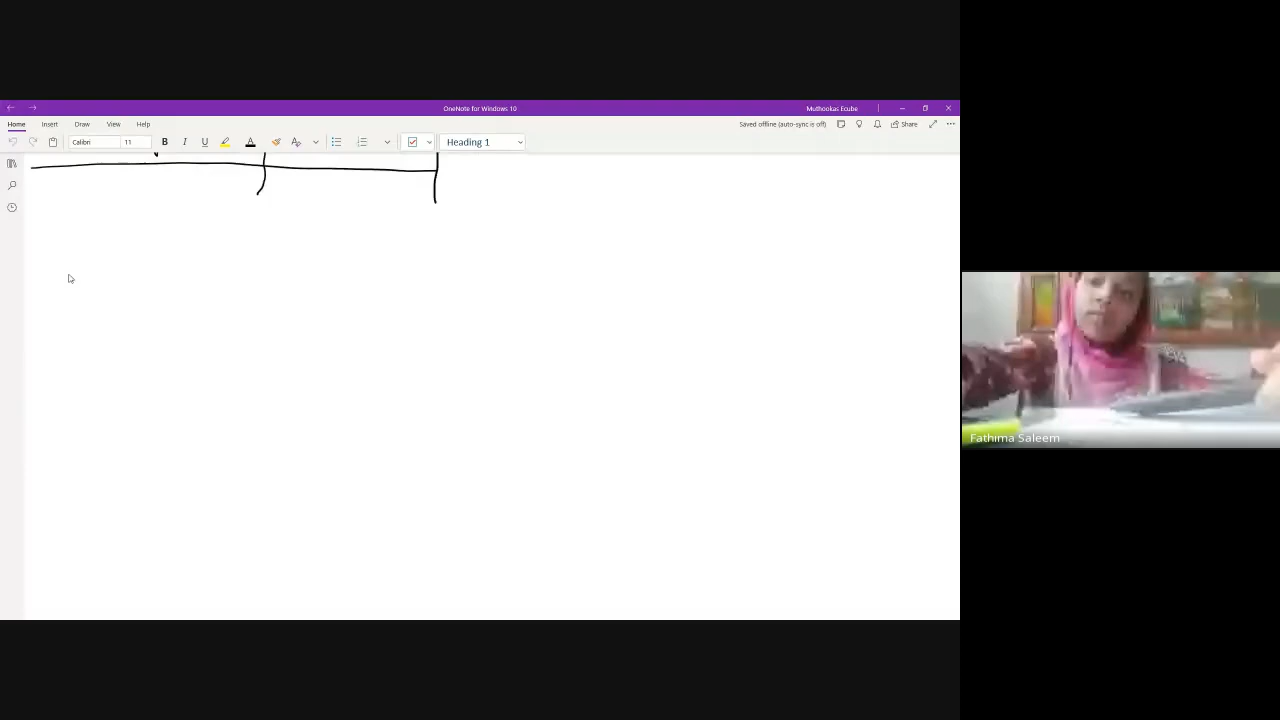 OneNote for Windows 10
Muthookas Ecube
Home Insert Draw View Help
Saved offline (auto-sync is off)
Share
Calibri 11 B I U A
Heading 1
Fathima Saleem